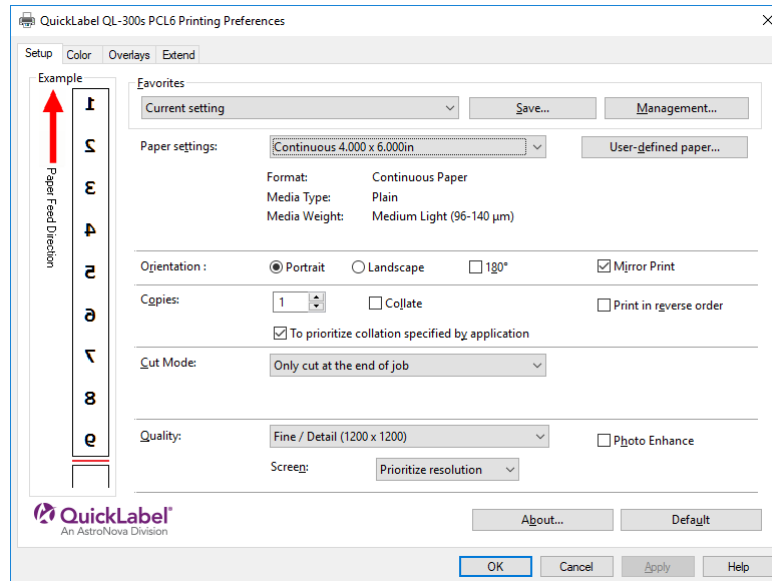 QuickLabel QL-300s PCL6 Printing Preferences
Setup Color Overlays Extend
Example
Paper Feed Direction
1
2
3
4
5
6
7
8
9
Favorites
Current setting Save... Management...
Paper settings: Continuous 4.000 x 6.000in User-defined paper...
Format: Continuous Paper
Media Type: Plain
Media Weight: Medium Light (96-140 µm)
Orientation : Portrait Landscape 180° Mirror Print
Copies: 1 Collate Print in reverse order
To prioritize collation specified by application
Cut Mode: Only cut at the end of job
Quality: Fine / Detail (1200 x 1200) Photo Enhance
Screen: Prioritize resolution
QuickLabel®
An AstroNova Division
About... Default
OK Cancel Apply Help